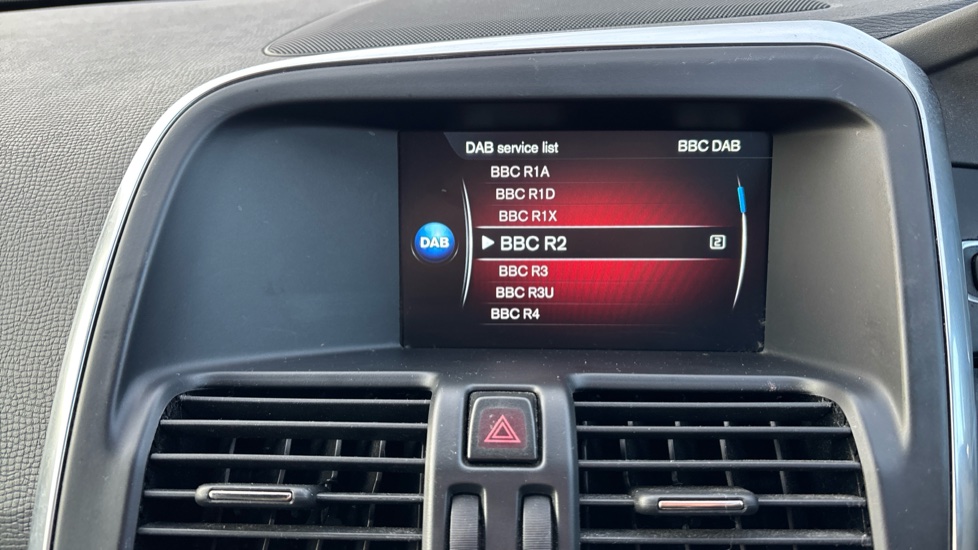 DAB service list BBC DAB
BBC R1A
BBC R1D
BBC R1X
DAB
BBC R2 2
BBC R3
BBC R3U
BBC R4